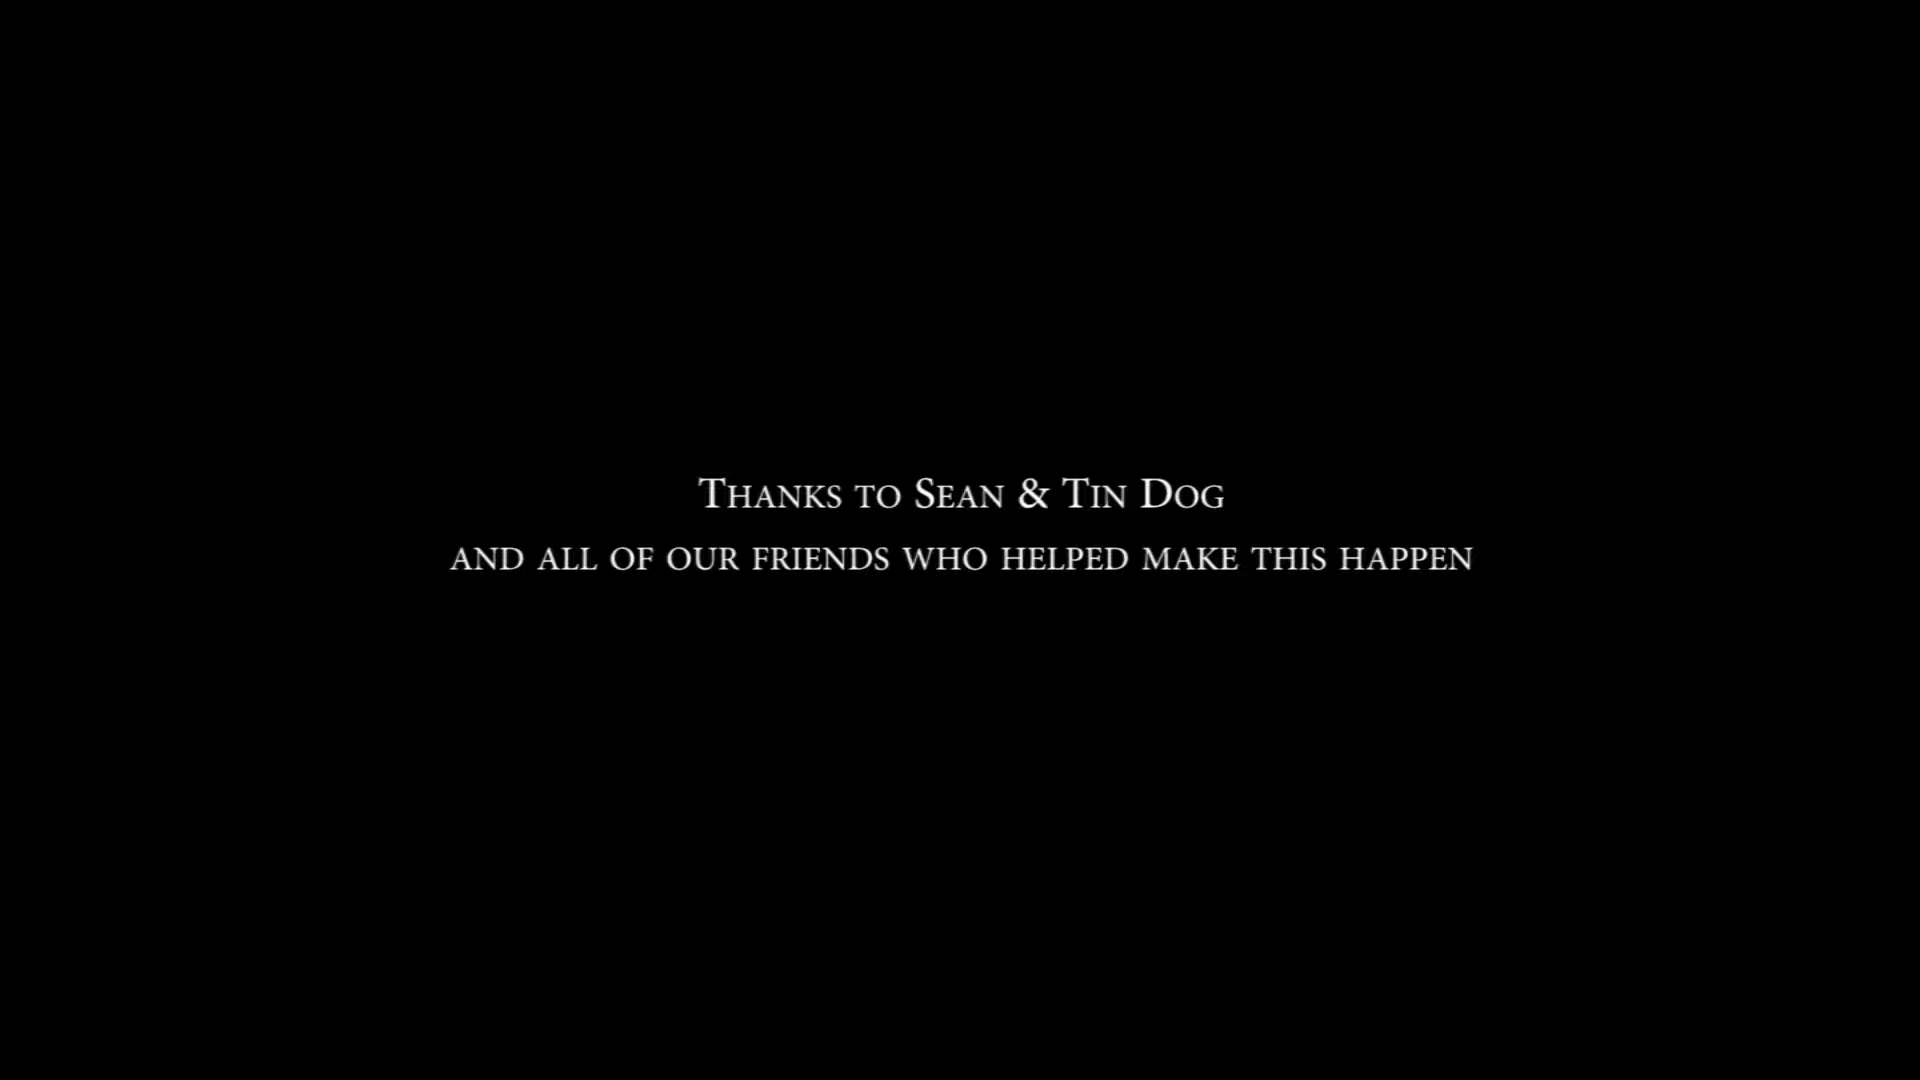 Thanks to Sean & Tin Dog
and all of our friends who helped make this happen